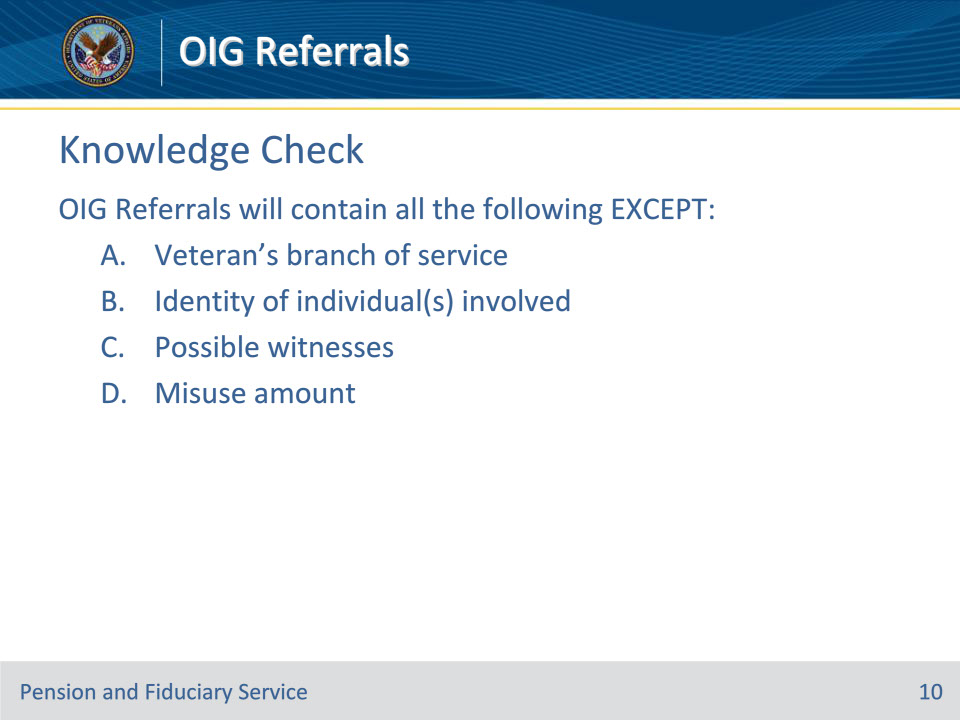 OIG Referrals
Knowledge Check
OIG Referrals will contain all the following EXCEPT:
A. Veteran’s branch of service
B. Identity of individual(s) involved
C. Possible witnesses
D. Misuse amount
Pension and Fiduciary Service
10